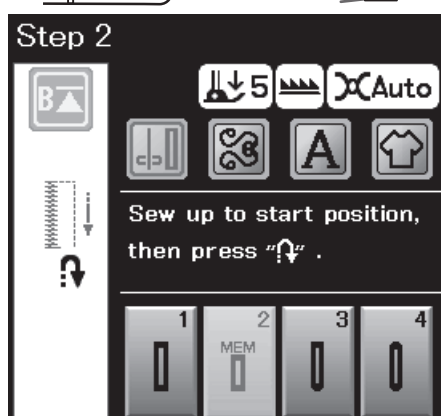 Step 2
B
5
Auto
A
Sew up to start position,
then press " ".
1
2
3
4
MEM